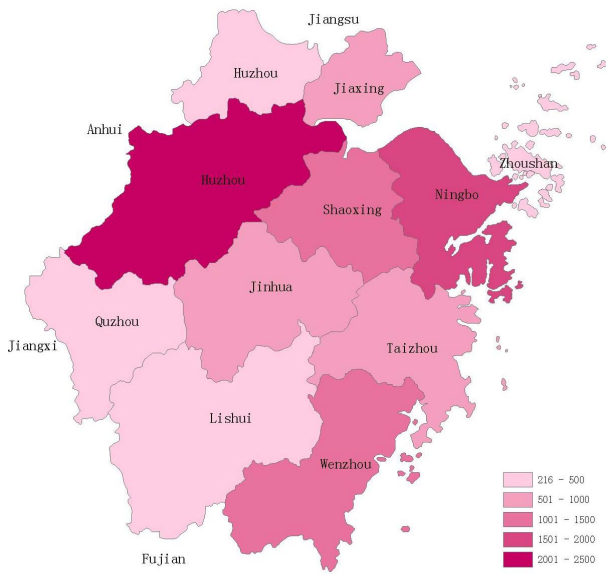 Jiangsu
Huzhou
Jiaxing
Anhui
Zhoushan
Huzhou
Ningbo
Shaoxing
Jinhua
Quzhou
Jiangxi
Taizhou
Lishui
Wenzhou
Fujian
216 - 500
501 - 1000
1001 - 1500
1501 - 2000
2001 - 2500